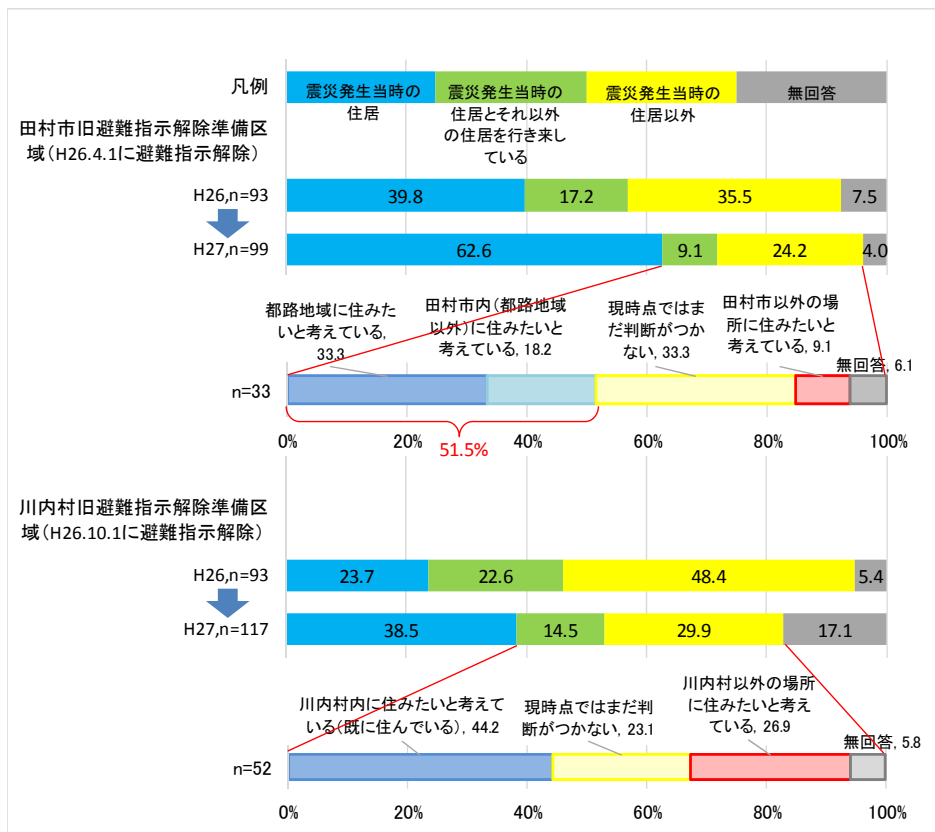 凡例
震災発生当時の
住居
震災発生当時の
住居とそれ以外
の住居を行き来し
ている
震災発生当時の
住居以外
無回答
田村市旧避難指示解除準備区
域(H26.4.1に避難指示解除)
H26,n=93
39.8
17.2
35.5
7.5
H27,n=99
62.6
9.1
24.2
4.0
都路地域に住みた
いと考えている,
33.3
田村市内(都路地域
以外)に住みたいと
考えている, 18.2
現時点ではま
だ判断がつか
ない, 33.3
田村市以外の場
所に住みたいと
考えている, 9.1
無回答, 6.1
n=33
0%
20%
40%
60%
80%
100%
51.5%
川内村旧避難指示解除準備区
域(H26.10.1に避難指示解除)
H26,n=93
23.7
22.6
48.4
5.4
H27,n=117
38.5
14.5
29.9
17.1
川内村内に住みたいと考えて
いる(既に住んでいる), 44.2
現時点ではまだ判
断がつかない, 23.1
川内村以外の場所
に住みたいと考え
ている, 26.9
無回答, 5.8
n=52
0%
20%
40%
60%
80%
100%